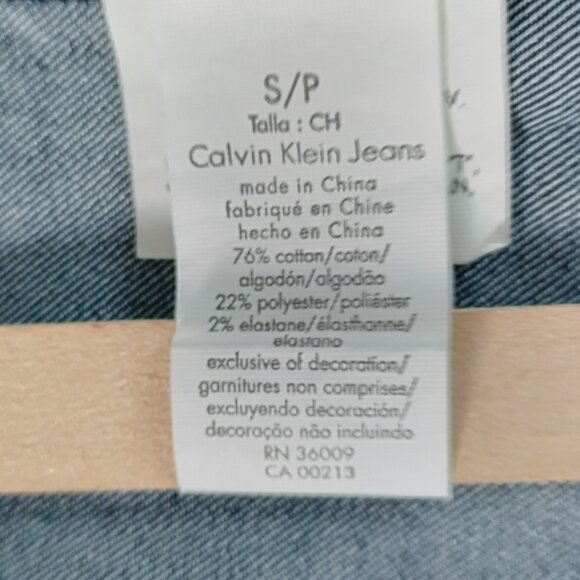 S/P
Talla : CH
Calvin Klein Jeans
made in China
fabriqué en Chine
hecho en China
76% cotton/coton/
algodón/algodão
22% polyester/poliéster
2% elastane/élasthanne/
elastano
exclusive of decoration/
garnitures non comprises/
excluyendo decoración/
decoração não incluindo
RN 36009
CA 00213